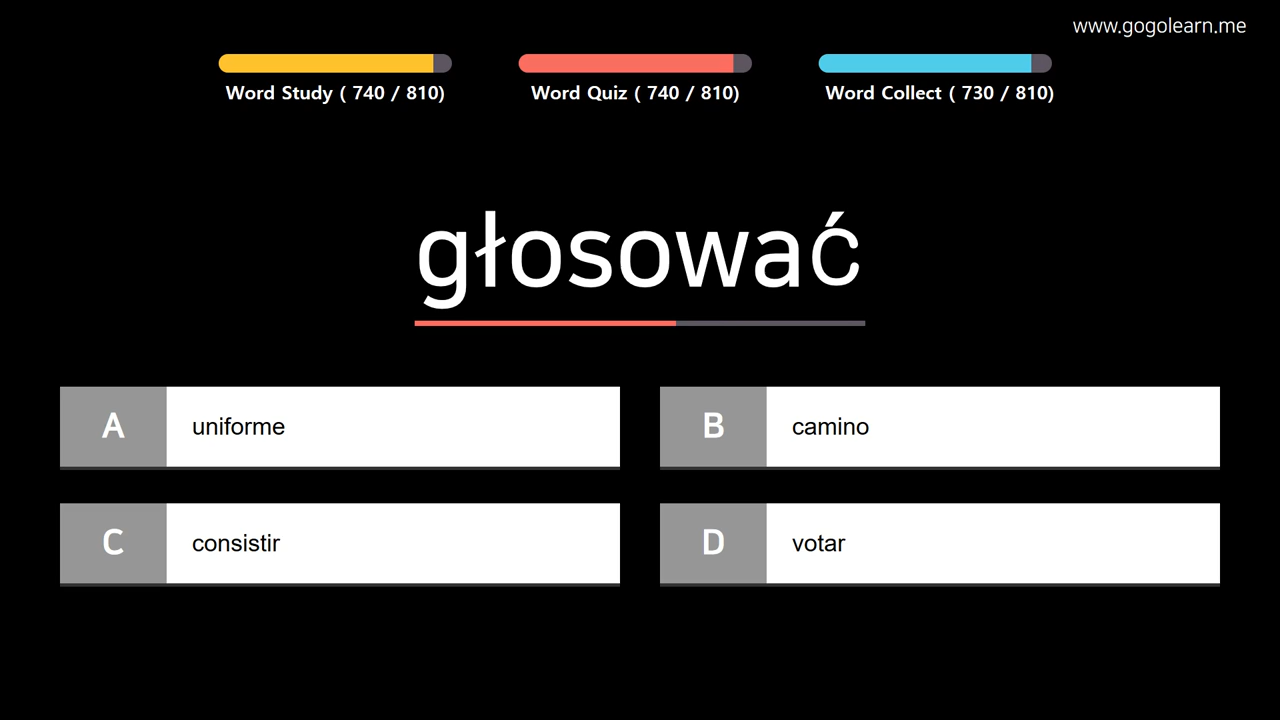 www.gogolearn.me
Word Study ( 740 / 810)
Word Quiz ( 740 / 810)
Word Collect ( 730 / 810)
głosować
A
uniforme
B
camino
C
consistir
D
votar